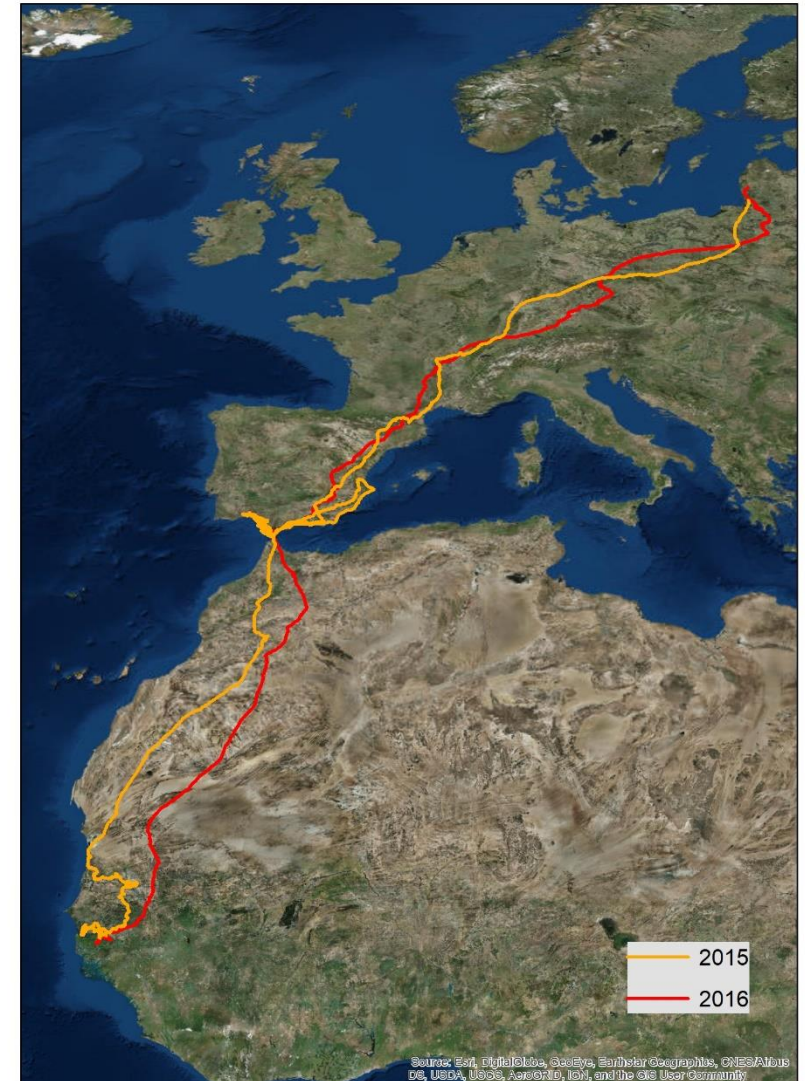 2015
2016
Source: Esri, DigitalGlobe, GeoEye, Earthstar Geographics, CNES/Airbus
DS, USDA, USGS, AeroGRID, IGN, and the GIS User Community